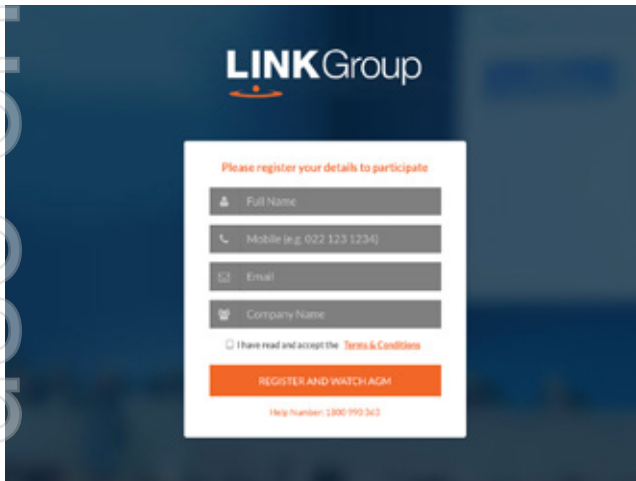 LINKGroup
Please register your details to participate
Full Name
Mobile (e.g. 022 123 1234)
Email
Company Name
I have read and accept the Terms & Conditions
REGISTER AND WATCH AGM
Help Number: 1800 990 363